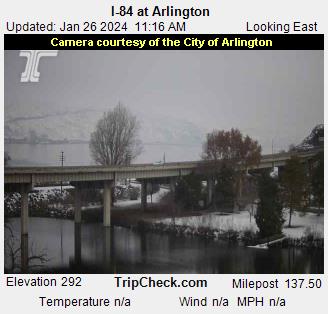 I-84 at Arlington
Updated: Jan 26 2024 11:16 AM Looking East
Camera courtesy of the City of Arlington
Elevation 292 TripCheck.com Milepost 137.50
Temperature n/a Wind n/a MPH n/a